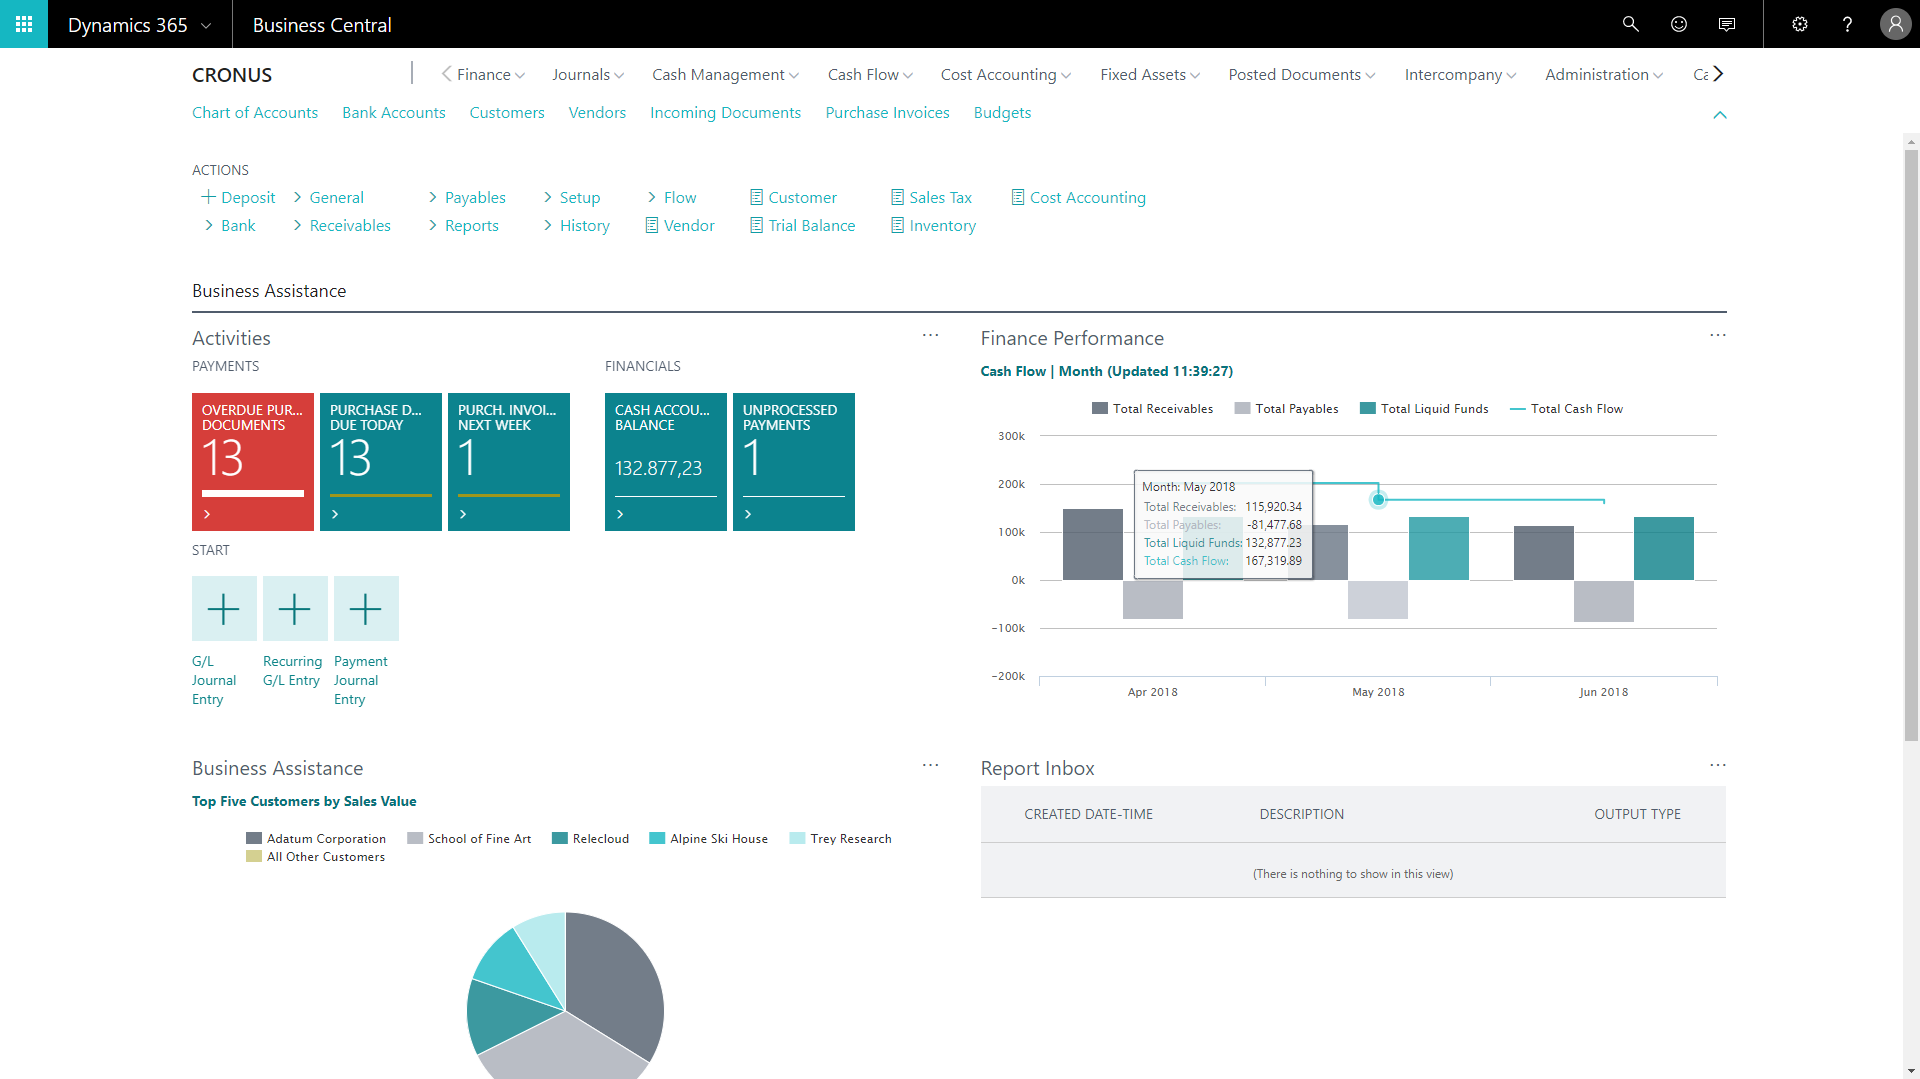 Dynamics 365
Business Central
CRONUS
Finance
Journals
Cash Management
Cash Flow
Cost Accounting
Fixed Assets
Posted Documents
Intercompany
Administration
Chart of Accounts
Bank Accounts
Customers
Vendors
Incoming Documents
Purchase Invoices
Budgets
ACTIONS
Deposit
General
Payables
Setup
Flow
Customer
Sales Tax
Cost Accounting
Bank
Receivables
Reports
History
Vendor
Trial Balance
Inventory
Business Assistance
Activities
PAYMENTS
FINANCIALS
OVERDUE PUR...
DOCUMENTS
13
PURCHASE D...
DUE TODAY
13
PURCH. INVOI...
NEXT WEEK
1
CASH ACCOU...
BALANCE
132.877,23
UNPROCESSED
PAYMENTS
1
START
G/L
Journal
Entry
Recurring
G/L Entry
Payment
Journal
Entry
Finance Performance
Cash Flow | Month (Updated 11:39:27)
Total Receivables
Total Payables
Total Liquid Funds
Total Cash Flow
300k
200k
100k
0k
-100k
-200k
Month: May 2018
Total Receivables: 115,920.34
Total Payables: -81,477.68
Total Liquid Funds: 132,877.23
Total Cash Flow: 167,319.89
Apr 2018
May 2018
Jun 2018
Business Assistance
Top Five Customers by Sales Value
Adatum Corporation
School of Fine Art
Relecloud
Alpine Ski House
Trey Research
All Other Customers
Report Inbox
CREATED DATE-TIME
DESCRIPTION
OUTPUT TYPE
(There is nothing to show in this view)